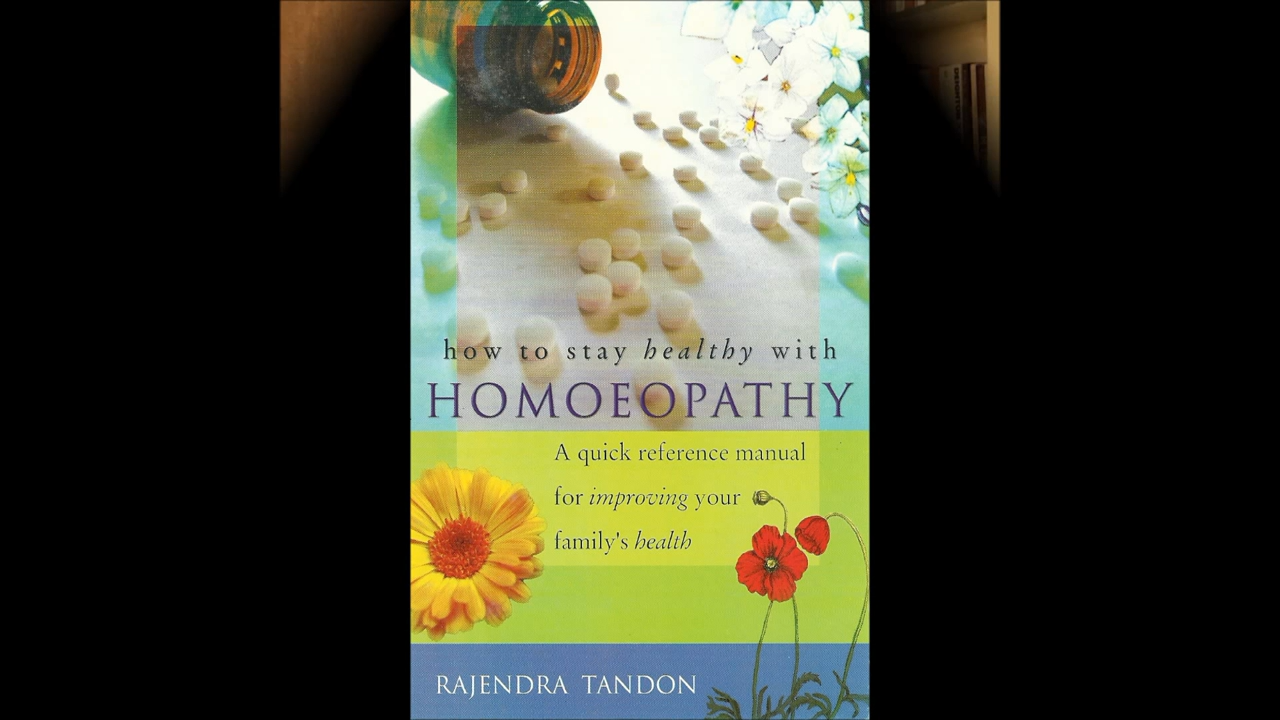 how to stay healthy with
HOMOEOPATHY
A quick reference manual
for improving your
family's health
RAJENDRA TANDON